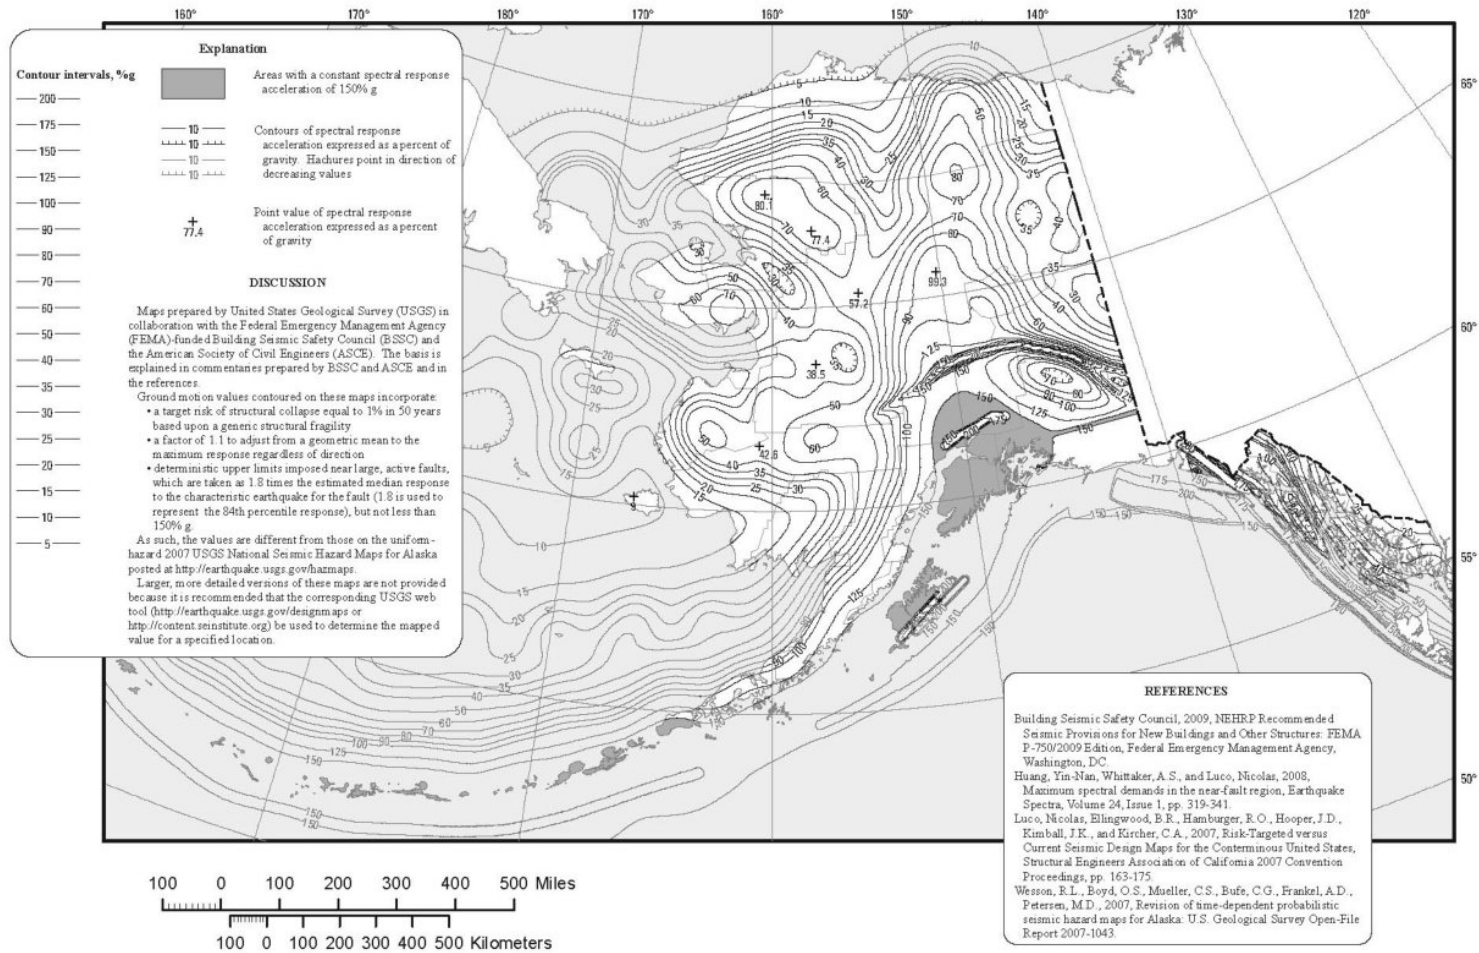 180° 170° 180° 170° 160° 150° 140° 130° 120°
65°
60°
55°
50°
Explanation
Contour intervals, %g
200
175
150
125
100
90
80
70
60
50
40
35
30
25
20
15
10
5
Areas with a constant spectral response
acceleration of 150% g
10
10
10
10
Contours of spectral response
acceleration expressed as a percent of
gravity. Hachures point in direction of
decreasing values
+
77.4
Point value of spectral response
acceleration expressed as a percent
of gravity
DISCUSSION
Maps prepared by United States Geological Survey (USGS) in
collaboration with the Federal Emergency Management Agency
(FEMA)-funded Building Seismic Safety Council (BSSC) and
the American Society of Civil Engineers (ASCE). The basis is
explained in commentaries prepared by BSSC and ASCE and in
the references.
Ground motion values contoured on these maps incorporate:
• a target risk of structural collapse equal to 1% in 50 years
based upon a generic structural fragility
• a factor of 1.1 to adjust from a geometric mean to the
maximum response regardless of direction
• deterministic upper limits imposed near large, active faults,
which are taken as 1.8 times the estimated median response
to the characteristic earthquake for the fault (1.8 is used to
represent the 84th percentile response), but not less than
150% g.
As such, the values are different from those on the uniform-
hazard 2007 USGS National Seismic Hazard Maps for Alaska
posted at http://earthquake.usgs.gov/hazmaps.
Larger, more detailed versions of these maps are not provided
because it is recommended that the corresponding USGS web
tool (http://earthquake.usgs.gov/designmaps or
http://content.seinstitute.org) be used to determine the mapped
value for a specified location.
80.1
77.4
57.2
99.3
38.5
42.6
9
REFERENCES
Building Seismic Safety Council, 2009, NEHRP Recommended
Seismic Provisions for New Buildings and Other Structures: FEMA
P-750/2009 Edition, Federal Emergency Management Agency,
Washington, DC.
Huang, Yin-Nan, Whittaker, A.S., and Luco, Nicolas, 2008,
Maximum spectral demands in the near-fault region, Earthquake
Spectra, Volume 24, Issue 1, pp. 319-341.
Luco, Nicolas, Ellingwood, B.R., Hamburger, R.O., Hooper, J.D.,
Kimball, J.K., and Kircher, C.A., 2007, Risk-Targeted versus
Current Seismic Design Maps for the Conterminous United States,
Structural Engineers Association of California 2007 Convention
Proceedings, pp. 163-175.
Wesson, R.L., Boyd, O.S., Mueller, C.S., Bufe, C.G., Frankel, A.D.,
Petersen, M.D., 2007, Revision of time-dependent probabilistic
seismic hazard maps for Alaska: U.S. Geological Survey Open-File
Report 2007-1043.
100 0 100 200 300 400 500 Miles
100 0 100 200 300 400 500 Kilometers